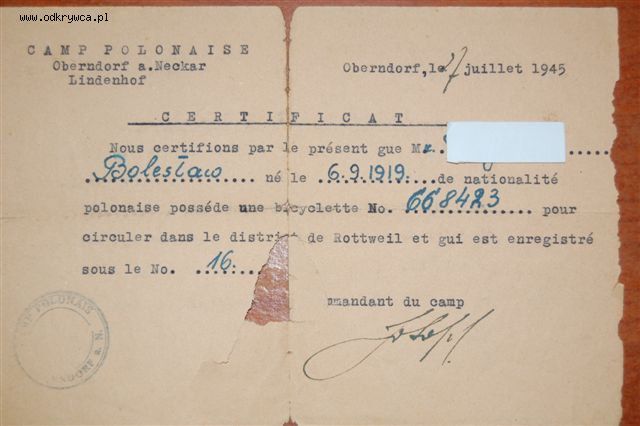 www.odkrywca.pl
CAMP POLONAISE
Oberndorf a.Neckar
Lindenhof
Oberndorf, le 27 juillet 1945
CERTIFICAT
Nous certifions par le présent gue Mr.
Bolesław né le 6.9.1919. de nationalité
polonaise posséde une bicyclette No. 668423 pour
circuler dans le district de Rottweil et gui est enregistré
sous le No. 16.
mandant du camp
POLONAIS